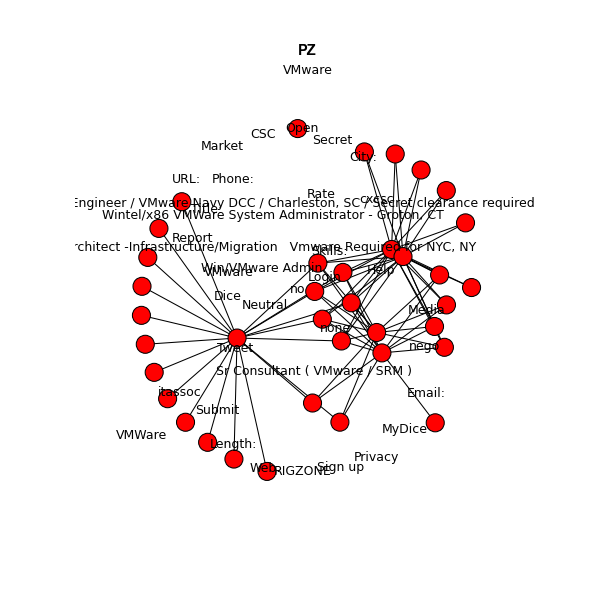 PZ
VMware
Open
CSC
Secret
Market
City:
URL:
Phone:
Rate
Engineer / VMware
Navy DCC / Charleston, SC / Secret clearance required
Wintel/x86 VMWare System Administrator - Groton, CT
Report
rchitect -Infrastructure/Migration
Vmware Required for NYC, NY
Skills:
Win/VMware Admin
Help
VMware
Login
no
Dice
Neutral
Media
none
Tweet
nego
Sr Consultant ( VMware / SRM )
itassoc
Email:
Submit
MyDice
VMWare
Length:
Privacy
Web
RIGZONE
Sign up